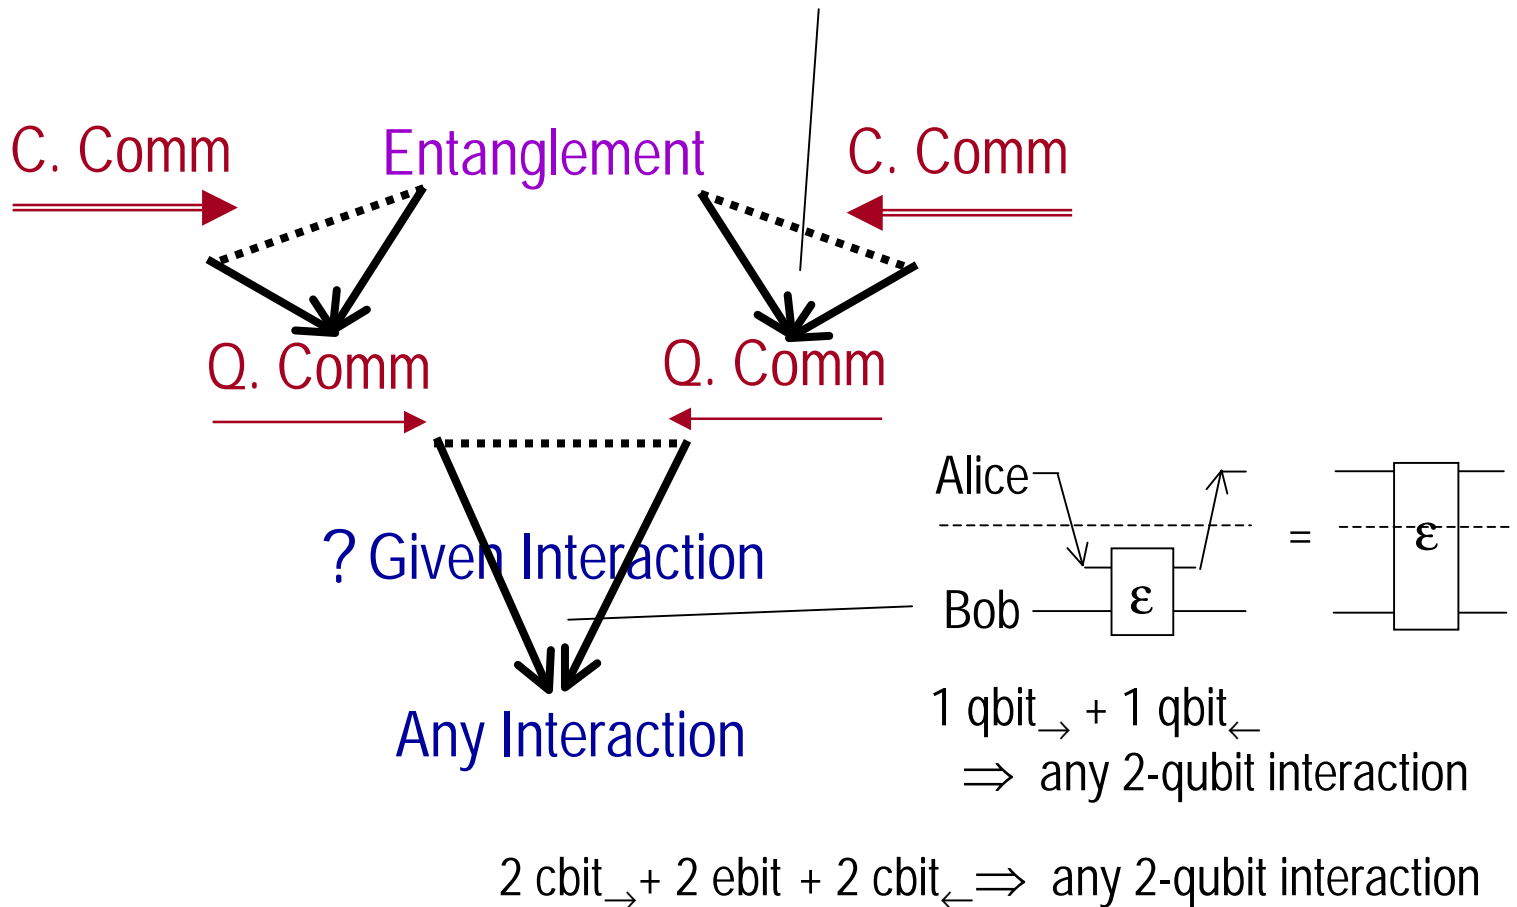 C. Comm Entanglement C. Comm
Q. Comm Q. Comm
Alice
? Given Interaction
ε = ε
Bob
1 qbit→ + 1 qbit←
Any Interaction
⇒ any 2-qubit interaction
2 cbit→ + 2 ebit + 2 cbit← ⇒ any 2-qubit interaction